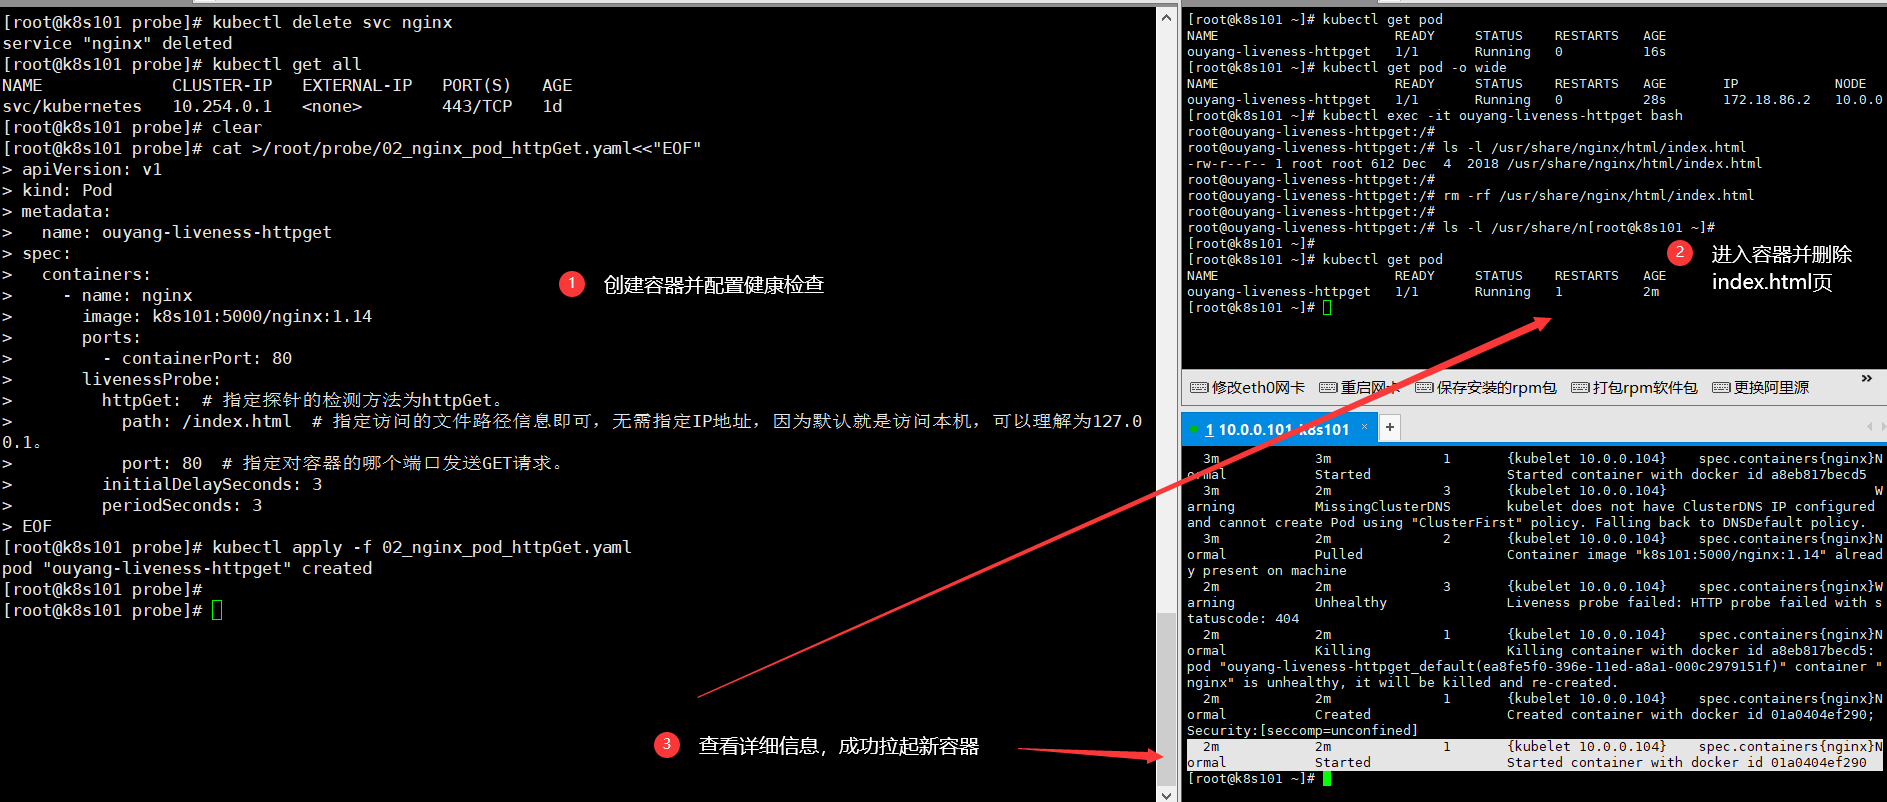 [root@k8s101 probe]# kubectl delete svc nginx
service "nginx" deleted
[root@k8s101 probe]# kubectl get all
NAME             CLUSTER-IP   EXTERNAL-IP   PORT(S)   AGE
svc/kubernetes   10.254.0.1   <none>        443/TCP   1d
[root@k8s101 probe]# clear
[root@k8s101 probe]# cat >/root/probe/02_nginx_pod_httpGet.yaml<<"EOF"
> apiVersion: v1
> kind: Pod
> metadata:
>   name: ouyang-liveness-httpget
> spec:
>   containers:
>     - name: nginx
>       image: k8s101:5000/nginx:1.14
>       ports:
>         - containerPort: 80
>       livenessProbe:
>         httpGet:  # 指定探针的检测方法为httpGet。
>           path: /index.html  # 指定访问的文件路径信息即可，无需指定IP地址，因为默认就是访问本机，可以理解为127.0
0.1。
>           port: 80  # 指定对容器的哪个端口发送GET请求。
>         initialDelaySeconds: 3
>         periodSeconds: 3
> EOF
[root@k8s101 probe]# kubectl apply -f 02_nginx_pod_httpGet.yaml
pod "ouyang-liveness-httpget" created
[root@k8s101 probe]#
[root@k8s101 probe]#
1 创建容器并配置健康检查
3 查看详细信息，成功拉起新容器
[root@k8s101 ~]# kubectl get pod
NAME                      READY     STATUS    RESTARTS   AGE
ouyang-liveness-httpget   1/1       Running   0          16s
[root@k8s101 ~]# kubectl get pod -o wide
NAME                      READY     STATUS    RESTARTS   AGE       IP            NODE
ouyang-liveness-httpget   1/1       Running   0          28s       172.18.86.2   10.0.0
[root@k8s101 ~]# kubectl exec -it ouyang-liveness-httpget bash
root@ouyang-liveness-httpget:/#
root@ouyang-liveness-httpget:/# ls -l /usr/share/nginx/html/index.html
-rw-r--r-- 1 root root 612 Dec  4  2018 /usr/share/nginx/html/index.html
root@ouyang-liveness-httpget:/#
root@ouyang-liveness-httpget:/# rm -rf /usr/share/nginx/html/index.html
root@ouyang-liveness-httpget:/#
root@ouyang-liveness-httpget:/# ls -l /usr/share/n[root@k8s101 ~]#
[root@k8s101 ~]#
[root@k8s101 ~]# kubectl get pod
NAME                      READY     STATUS    RESTARTS   AGE
ouyang-liveness-httpget   1/1       Running   1          2m
[root@k8s101 ~]#
2 进入容器并删除
index.html页
修改eth0网卡 重启网卡 保存安装的rpm包 打包rpm软件包 更换阿里源 »
1 10.0.0.101-k8s101 × +
  3m            3m              1       {kubelet 10.0.0.104}    spec.containers{nginx}N
ormal          Started                 Started container with docker id a8eb817becd5
  3m            2m              3       {kubelet 10.0.0.104}                          W
arning         MissingClusterDNS       kubelet does not have ClusterDNS IP configured
and cannot create Pod using "ClusterFirst" policy. Falling back to DNSDefault policy.
  3m            2m              2       {kubelet 10.0.0.104}    spec.containers{nginx}N
ormal          Pulled                  Container image "k8s101:5000/nginx:1.14" alread
y present on machine
  2m            2m              3       {kubelet 10.0.0.104}    spec.containers{nginx}W
arning         Unhealthy               Liveness probe failed: HTTP probe failed with s
tatuscode: 404
  2m            2m              1       {kubelet 10.0.0.104}    spec.containers{nginx}N
ormal          Killing                 Killing container with docker id a8eb817becd5:
pod "ouyang-liveness-httpget_default(ea8fe5f0-396e-11ed-a8a1-000c2979151f)" container "
nginx" is unhealthy, it will be killed and re-created.
  2m            2m              1       {kubelet 10.0.0.104}    spec.containers{nginx}N
ormal          Created                 Created container with docker id 01a0404ef290;
Security:[seccomp=unconfined]
  2m            2m              1       {kubelet 10.0.0.104}    spec.containers{nginx}N
ormal          Started                 Started container with docker id 01a0404ef290
[root@k8s101 ~]#